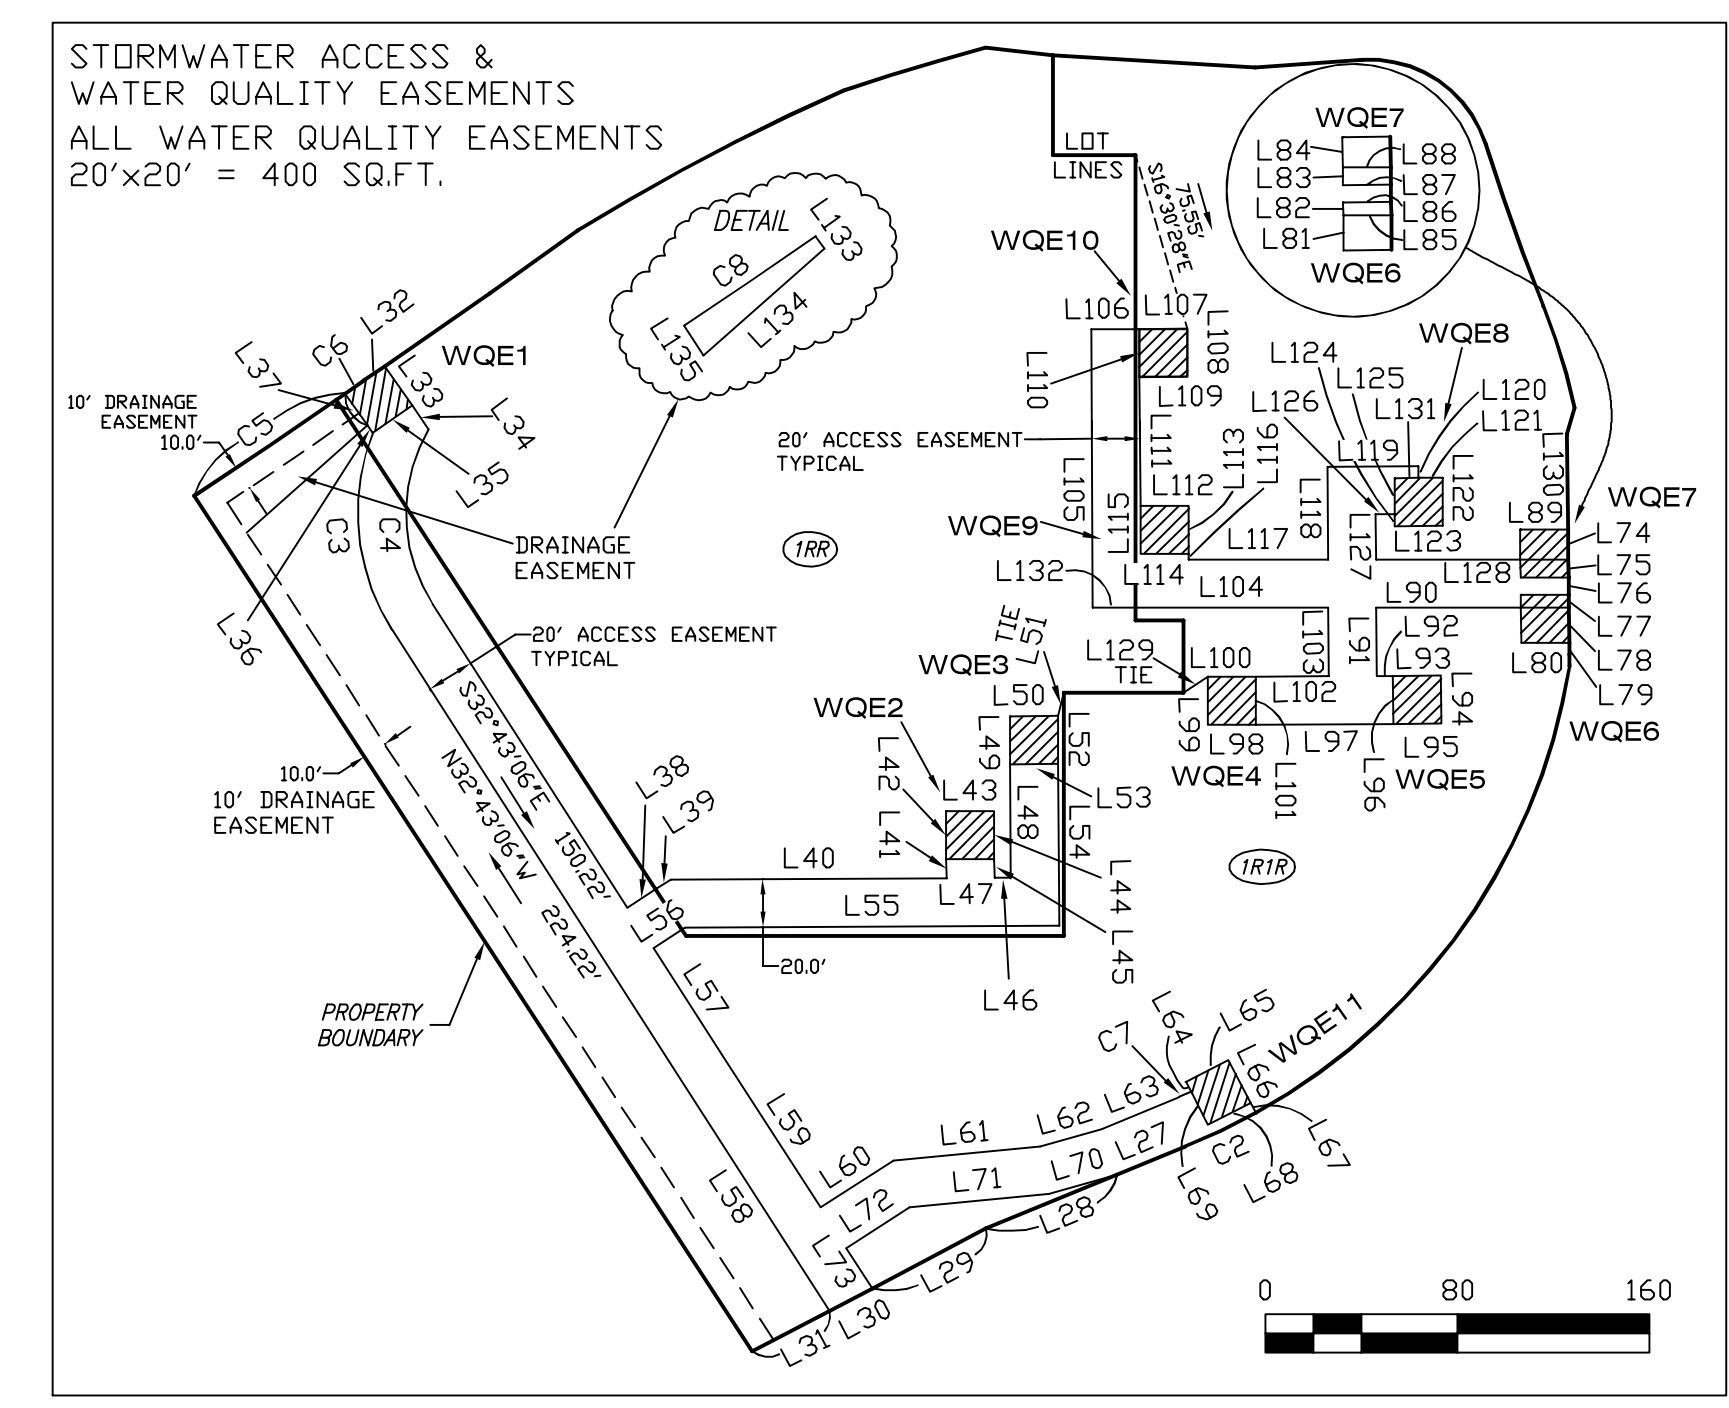 STORMWATER ACCESS &
WATER QUALITY EASEMENTS
ALL WATER QUALITY EASEMENTS
20'x20' = 400 SQ.FT.
LOT
LINES
S16°30'28"E
75.55'
WQE7
L84
L88
L83
L87
L82
L86
L81
L85
WQE6
DETAIL
L133
C8
L134
L135
WQE10
L106
L107
L108
L110
L109
WQE8
L124
L125
L120
L126
L131
L121
L119
L122
L130
L32
C6
L37
WQE1
L33
10' DRAINAGE
EASEMENT
10.0'
C5
L34
L35
20' ACCESS EASEMENT
TYPICAL
L111
L113
L116
L112
L105
L115
L118
L117
L127
L123
L89
WQE7
L74
L75
L76
L77
L78
L79
WQE6
L128
L90
L80
WQE9
L132
L114
L104
C3
C4
DRAINAGE
EASEMENT
1RR
L36
20' ACCESS EASEMENT
TYPICAL
TIE
L51
WQE3
L129
TIE
L100
L103
L91
L92
L93
L102
L94
L99
L98
L97
L95
WQE4
L101
L96
WQE5
WQE2
L50
L49
L52
L42
L43
L53
L48
L54
L41
L40
L47
L44
L45
L46
L55
1R1R
S32°43'06"E 150.22'
N32°43'06"W 224.22'
10.0'
10' DRAINAGE
EASEMENT
L38
L39
L56
20.0'
L57
PROPERTY
BOUNDARY
L64
L65
WQE11
C7
L66
L63
L62
L61
L59
L60
L27
C2
L67
L68
L69
L70
L71
L72
L58
L28
L73
L29
L30
L31
0 80 160